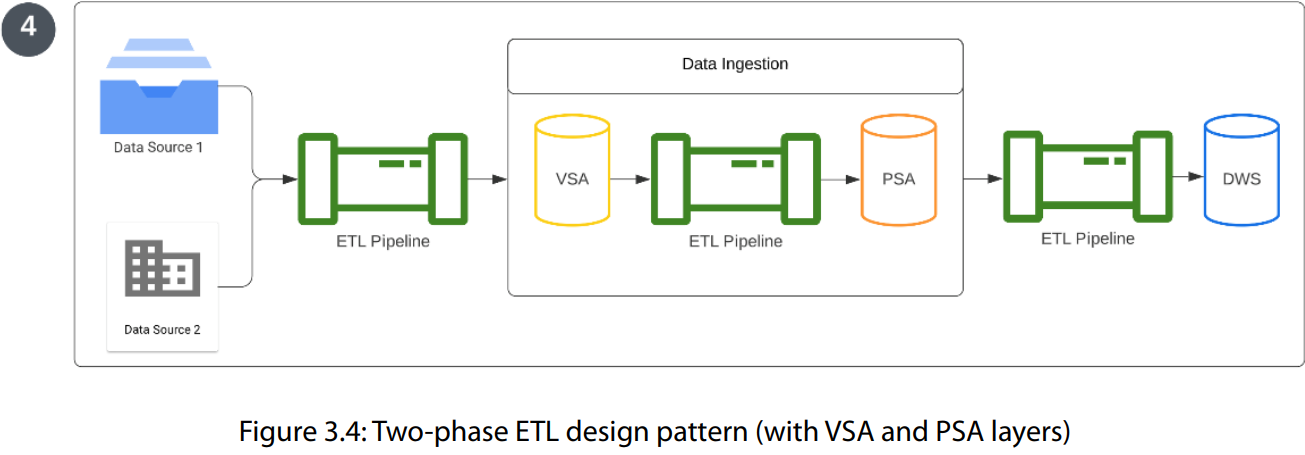 4
Data Ingestion
Data Source 1
VSA
PSA
DWS
ETL Pipeline
ETL Pipeline
ETL Pipeline
Data Source 2
Figure 3.4: Two-phase ETL design pattern (with VSA and PSA layers)